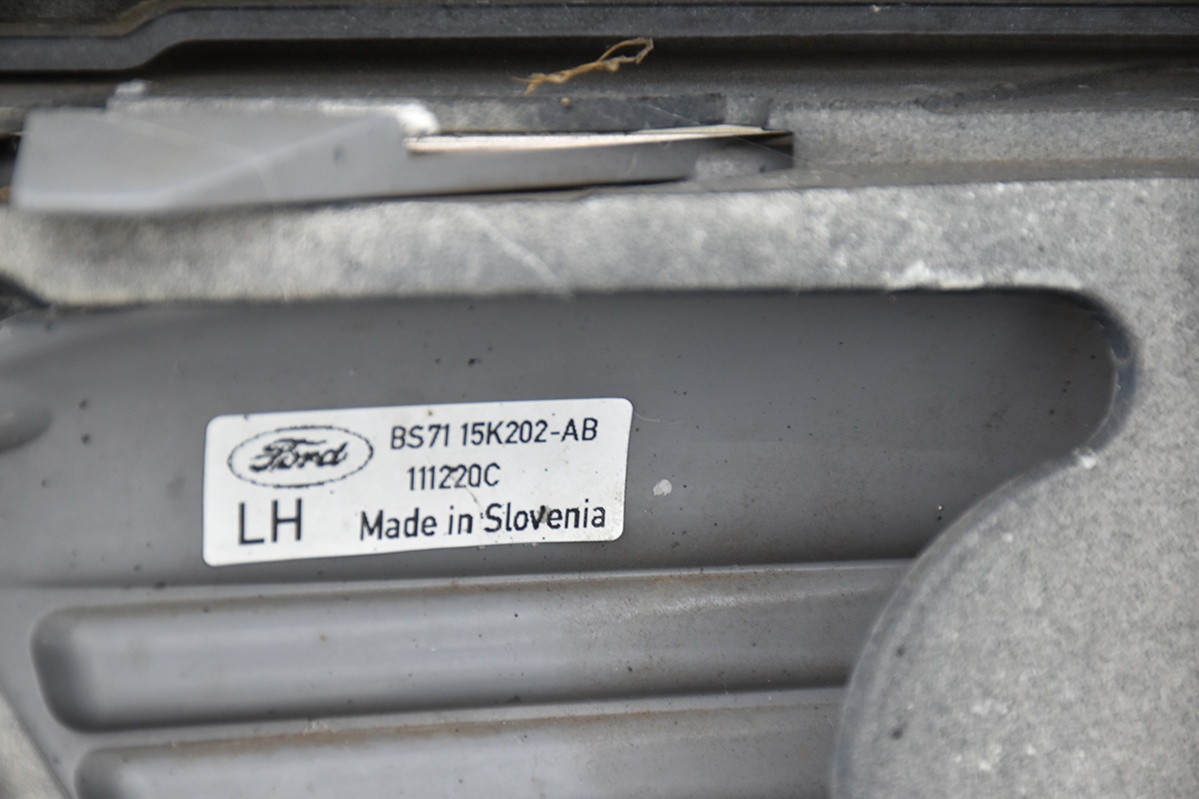 Ford
BS71 15K202-AB
111220C
LH
Made in Slovenia